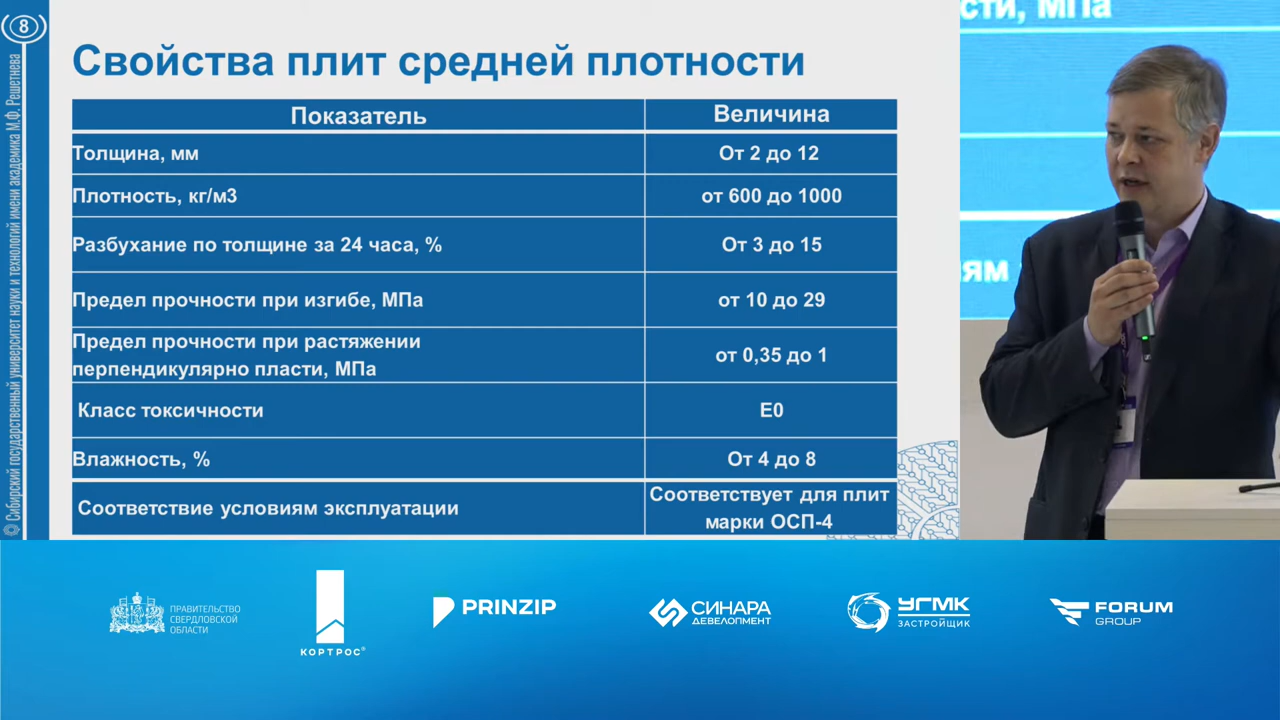 8
Сибирский государственный университет науки и технологий имени академика М.Ф. Решетнева
Свойства плит средней плотности
Показатель
Величина
Толщина, мм
От 2 до 12
Плотность, кг/м3
от 600 до 1000
Разбухание по толщине за 24 часа, %
От 3 до 15
Предел прочности при изгибе, МПа
от 10 до 29
Предел прочности при растяжении
перпендикулярно пласти, МПа
от 0,35 до 1
Класс токсичности
Е0
Влажность, %
От 4 до 8
Соответствие условиям эксплуатации
Соответствует для плит
марки ОСП-4
сти, МПа
ям
ПРАВИТЕЛЬСТВО
СВЕРДЛОВСКОЙ
ОБЛАСТИ
КОРТРОС®
PRINZIP
СИНАРА
ДЕВЕЛОПМЕНТ
УГМК
ЗАСТРОЙЩИК
FORUM
GROUP